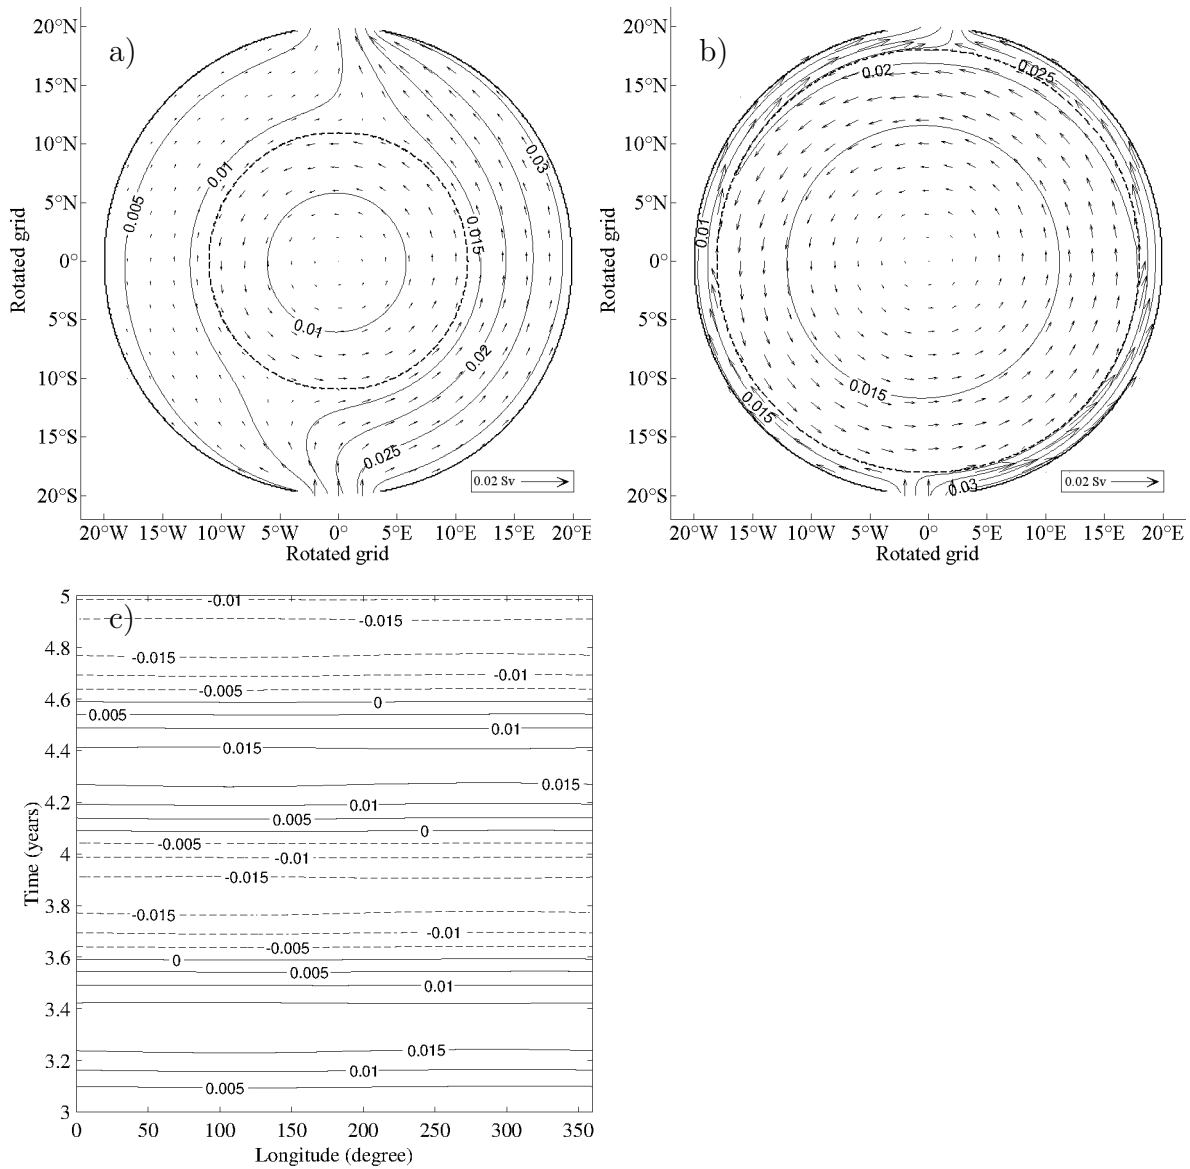 a)
20°N
15°N
10°N
5°N
0°
5°S
10°S
15°S
20°S
Rotated grid
20°W 15°W 10°W 5°W 0° 5°E 10°E 15°E 20°E
Rotated grid
0.005
0.01
0.03
0.015
0.01
0.02
0.025
0.02 Sv
b)
20°N
15°N
10°N
5°N
0°
5°S
10°S
15°S
20°S
Rotated grid
20°W 15°W 10°W 5°W 0° 5°E 10°E 15°E 20°E
Rotated grid
0.02
0.025
0.01
0.015
0.015
0.03
0.02 Sv
c)
5
4.8
4.6
4.4
4.2
4
3.8
3.6
3.4
3.2
3
Time (years)
0 50 100 150 200 250 300 350
Longitude (degree)
-0.01
-0.015
-0.015
-0.01
-0.005
0
0.005
0.01
0.015
0.015
0.01
0.005
0
-0.005
-0.01
-0.015
-0.015
-0.01
-0.005
0
0.005
0.01
0.015
0.01
0.005